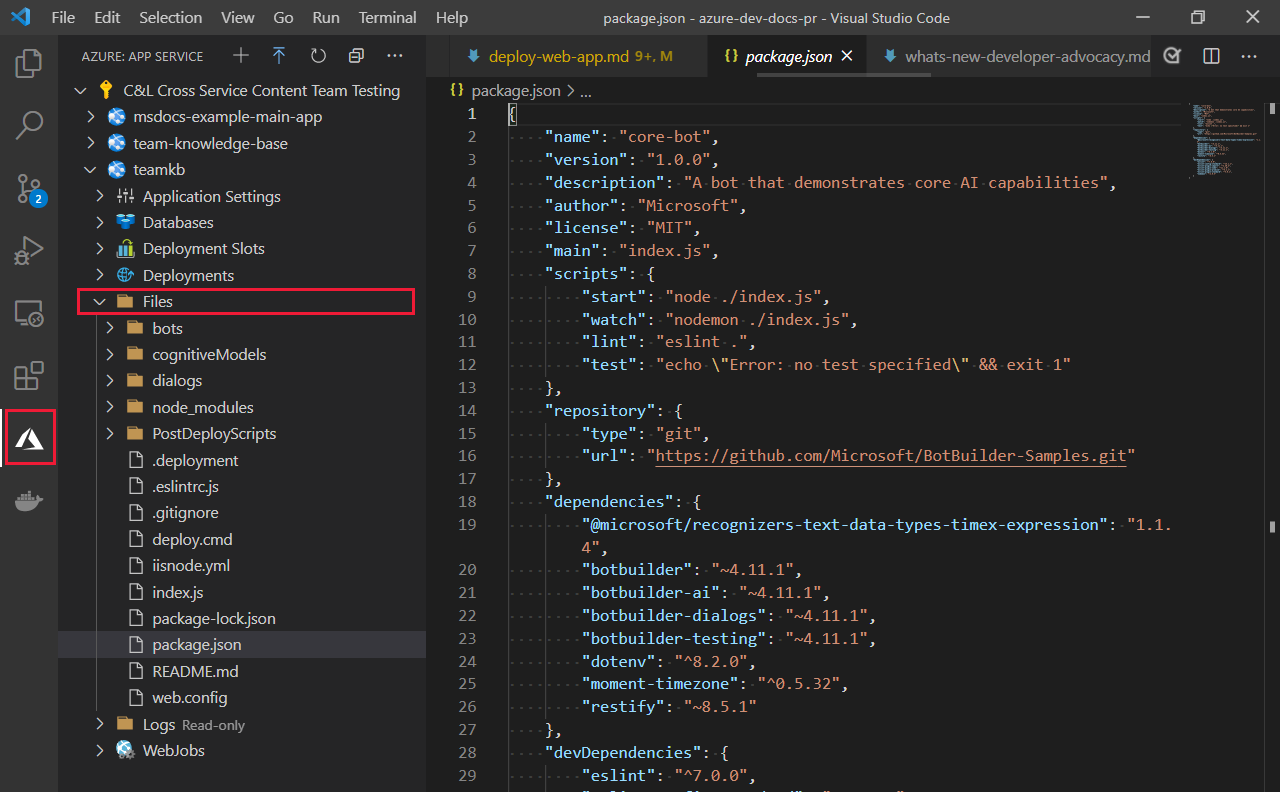 File Edit Selection View Go Run Terminal Help package.json - azure-dev-docs-pr - Visual Studio Code
AZURE: APP SERVICE
C&L Cross Service Content Team Testing
msdocs-example-main-app
team-knowledge-base
teamkb
Application Settings
Databases
Deployment Slots
Deployments
Files
bots
cognitiveModels
dialogs
node_modules
PostDeployScripts
.deployment
.eslintrc.js
.gitignore
deploy.cmd
iisnode.yml
index.js
package-lock.json
package.json
README.md
web.config
Logs Read-only
WebJobs
2
deploy-web-app.md 9+, M {} package.json whats-new-developer-advocacy.md
{} package.json > ...
1 {
2 "name": "core-bot",
3 "version": "1.0.0",
4 "description": "A bot that demonstrates core AI capabilities",
5 "author": "Microsoft",
6 "license": "MIT",
7 "main": "index.js",
8 "scripts": {
9 "start": "node ./index.js",
10 "watch": "nodemon ./index.js",
11 "lint": "eslint .",
12 "test": "echo \"Error: no test specified\" && exit 1"
13 },
14 "repository": {
15 "type": "git",
16 "url": "https://github.com/Microsoft/BotBuilder-Samples.git"
17 },
18 "dependencies": {
19 "@microsoft/recognizers-text-data-types-timex-expression": "1.1.
4",
20 "botbuilder": "~4.11.1",
21 "botbuilder-ai": "~4.11.1",
22 "botbuilder-dialogs": "~4.11.1",
23 "botbuilder-testing": "~4.11.1",
24 "dotenv": "^8.2.0",
25 "moment-timezone": "^0.5.32",
26 "restify": "~8.5.1"
27 },
28 "devDependencies": {
29 "eslint": "^7.0.0",